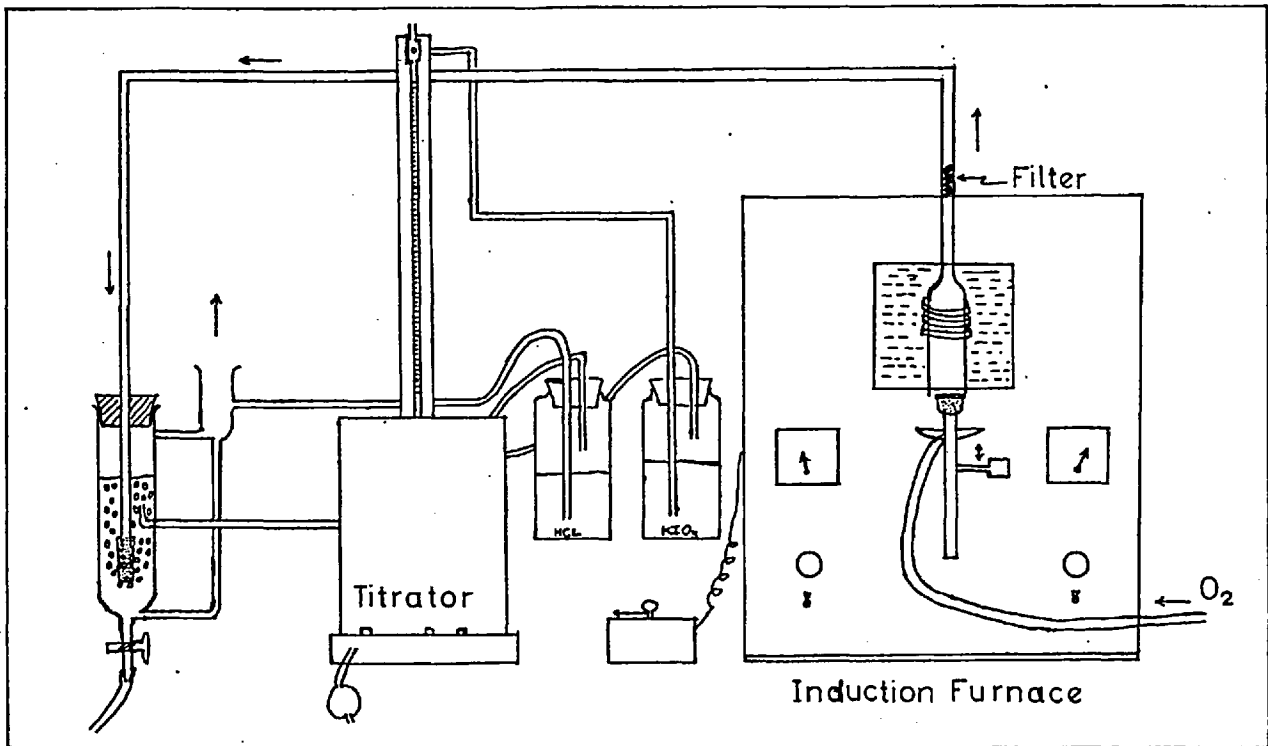 Filter
HCL
KIO3
Titrator
O2
Induction Furnace